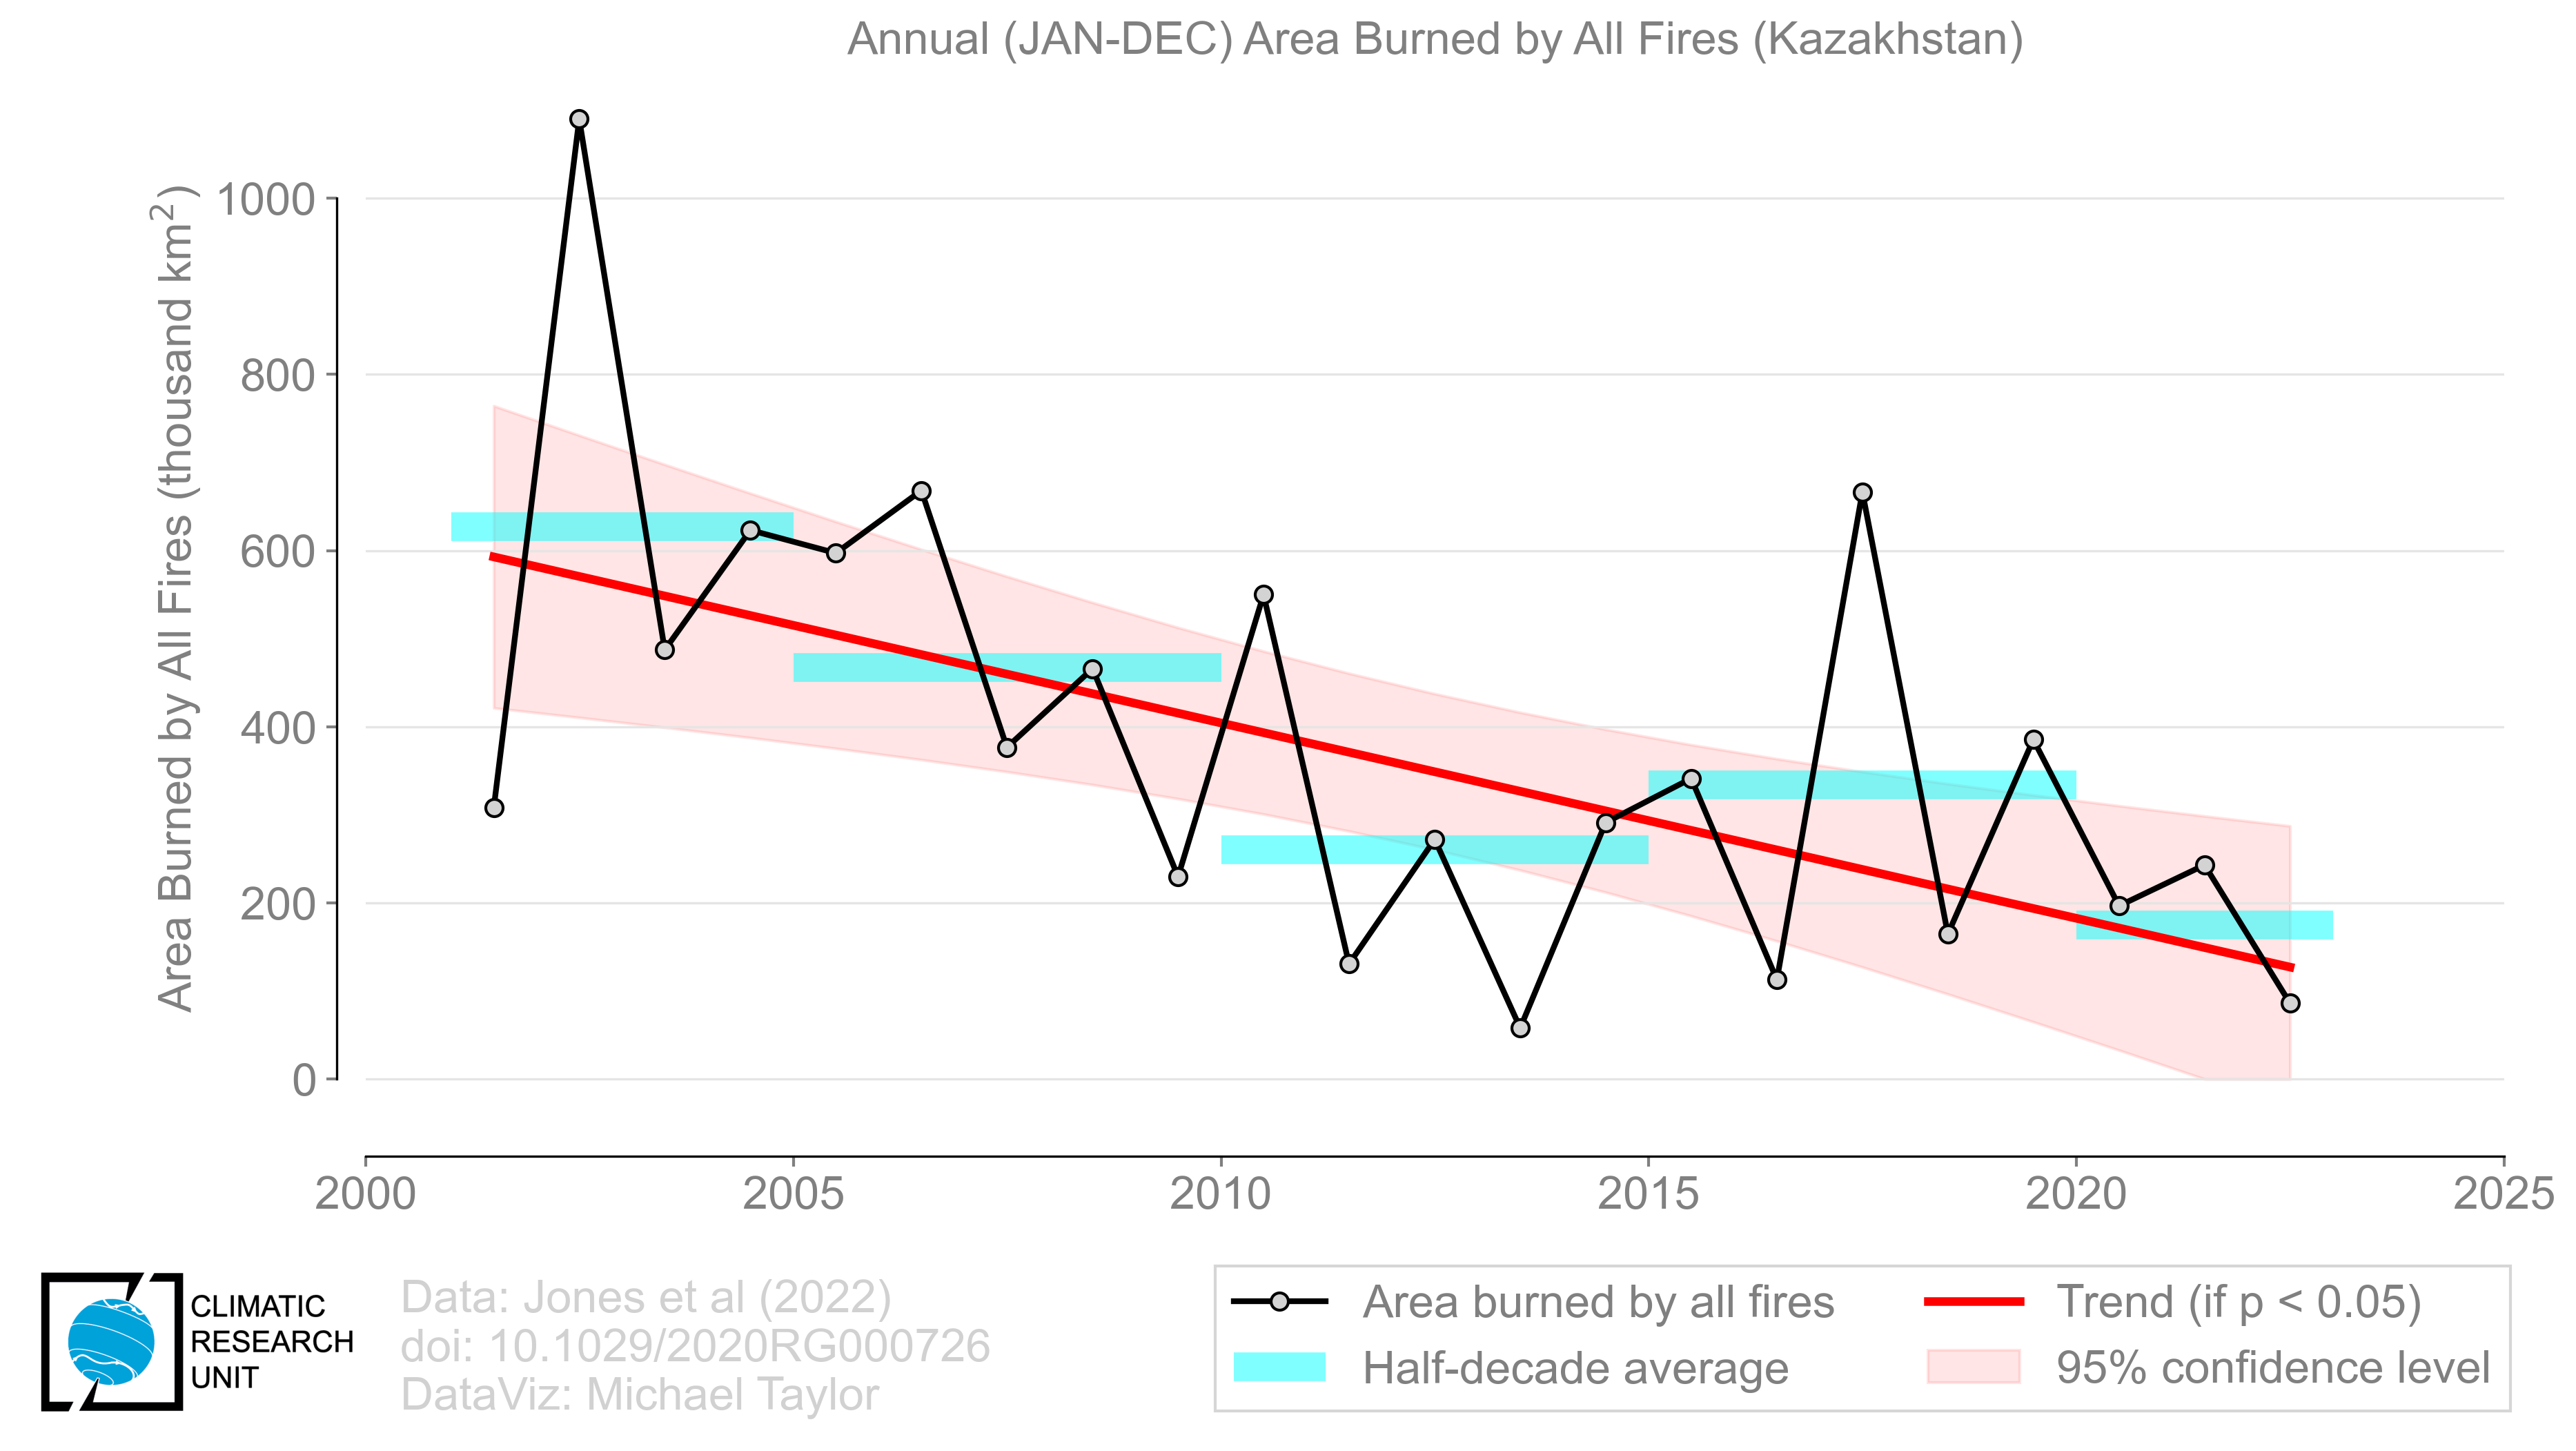 Annual (JAN-DEC) Area Burned by All Fires (Kazakhstan)
Area Burned by All Fires (thousand km²)
1000
800
600
400
200
0
2000 2005 2010 2015 2020 2025
CLIMATIC
RESEARCH
UNIT
Data: Jones et al (2022)
doi: 10.1029/2020RG000726
DataViz: Michael Taylor
Area burned by all fires
Half-decade average
Trend (if p < 0.05)
95% confidence level